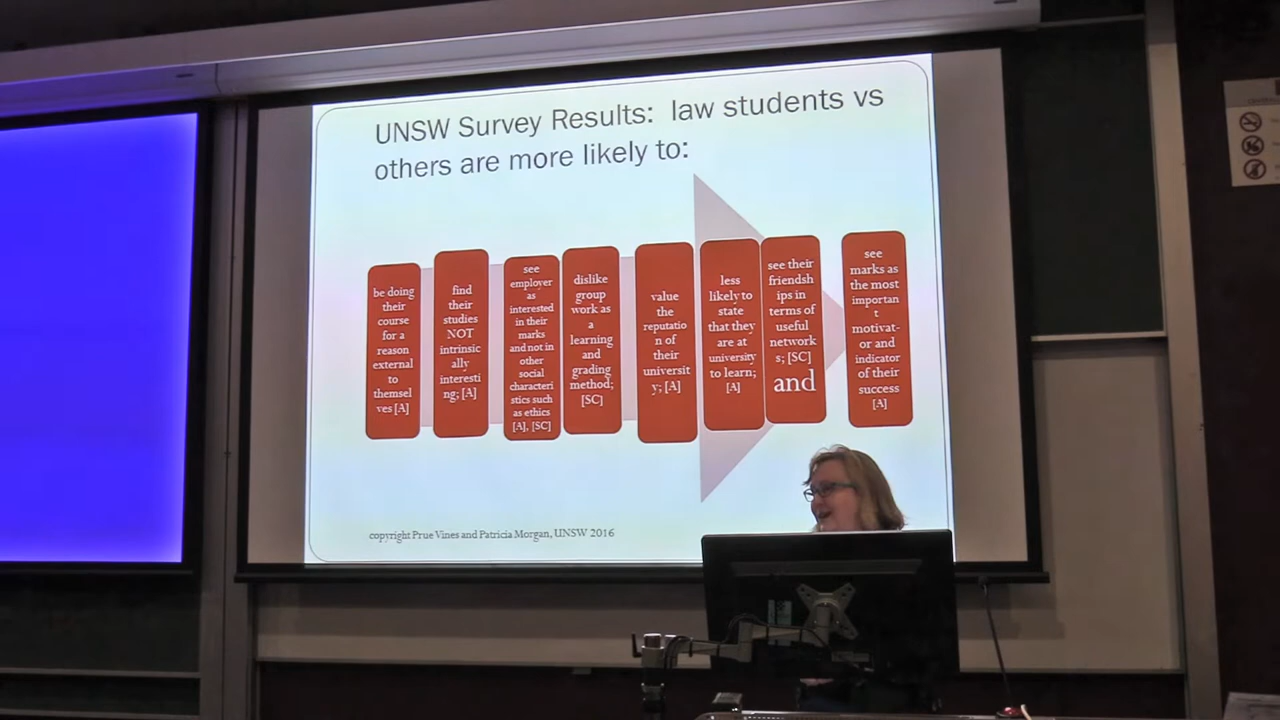 UNSW Survey Results: law students vs
others are more likely to:
be doing
their
course
for a
reason
external
to
themsel
ves [A]
find
their
studies
NOT
intrinsic
ally
interesti
ng; [A]
see
employer
as
interested
in their
marks
and not in
other
social
characteri
stics such
as ethics
[A], [SC]
dislike
group
work as
a
learning
and
grading
method;
[SC]
value
the
reputatio
n of
their
universit
y; [A]
less
likely to
state
that they
are at
university
to learn;
[A]
see their
friendsh
ips in
terms of
useful
network
s; [SC]
and
see
marks as
the most
importan
t
motivat-
or and
indicator
of their
success
[A]
copyright Prue Vines and Patricia Morgan, UNSW 2016